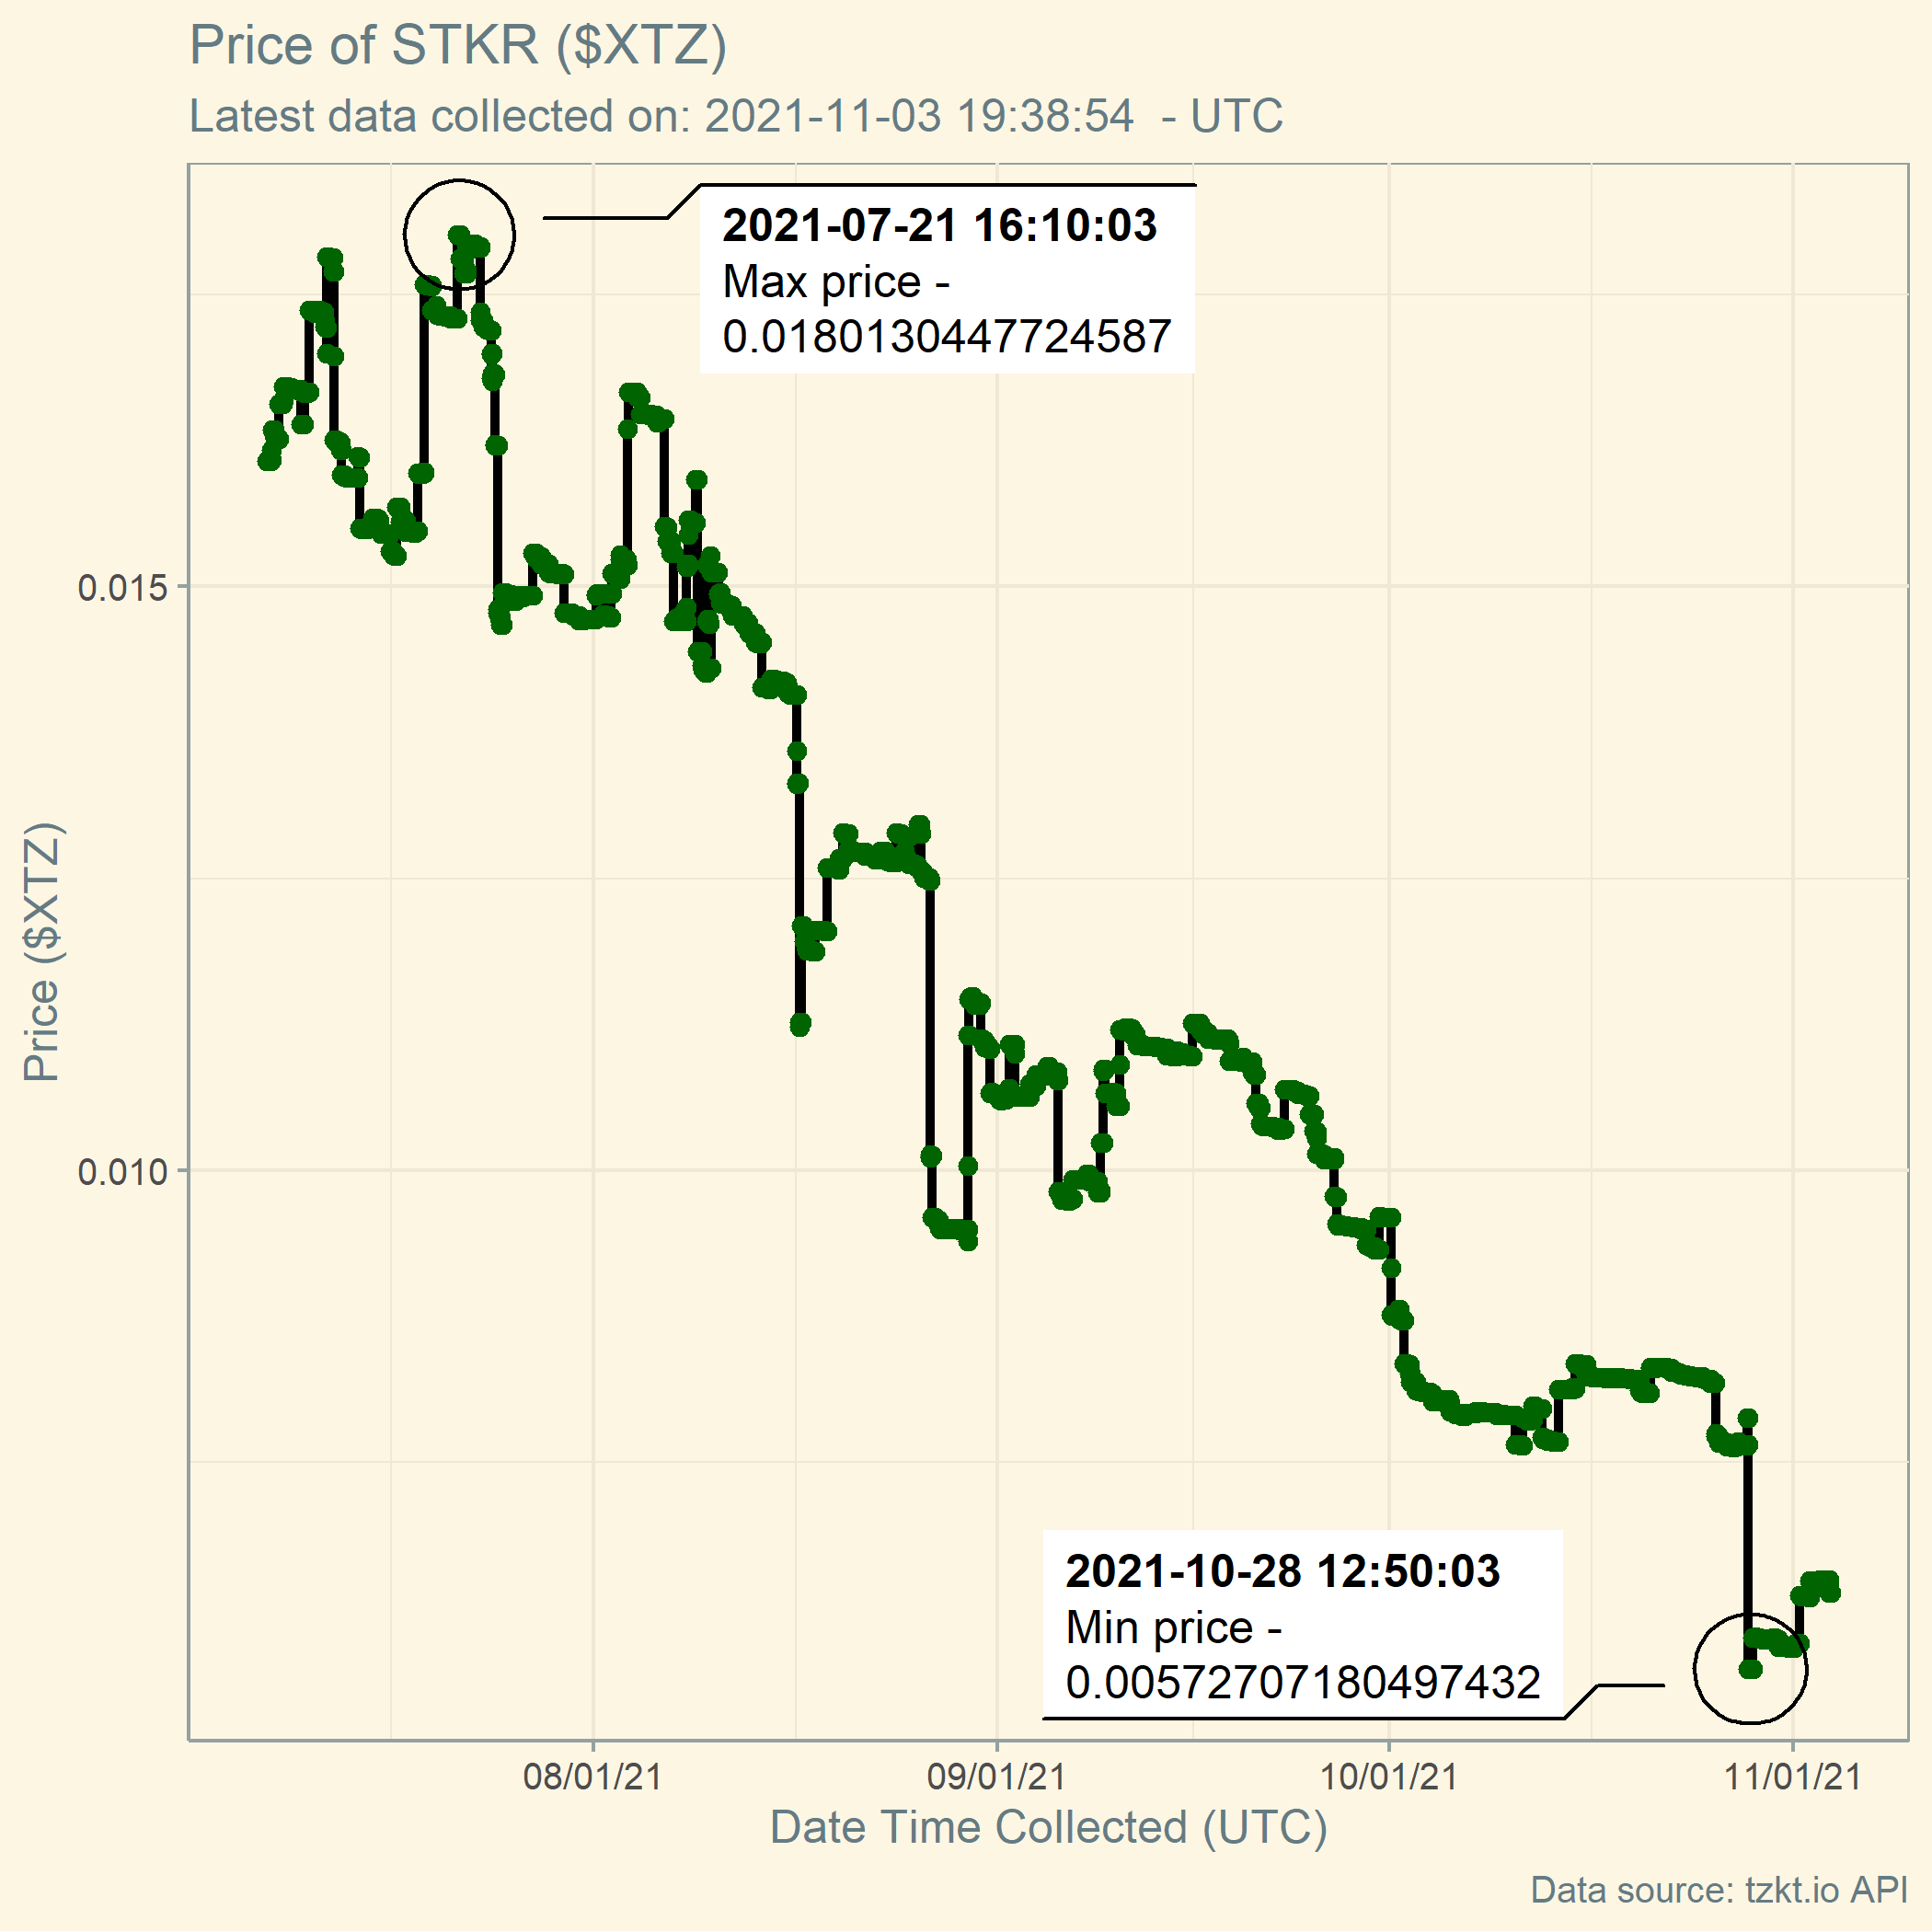 Price of STKR ($XTZ)
Latest data collected on: 2021-11-03 19:38:54  - UTC
2021-07-21 16:10:03
Max price -
0.0180130447724587
0.015
Price ($XTZ)
0.010
2021-10-28 12:50:03
Min price -
0.00572707180497432
08/01/21
09/01/21
10/01/21
11/01/21
Date Time Collected (UTC)
Data source: tzkt.io API